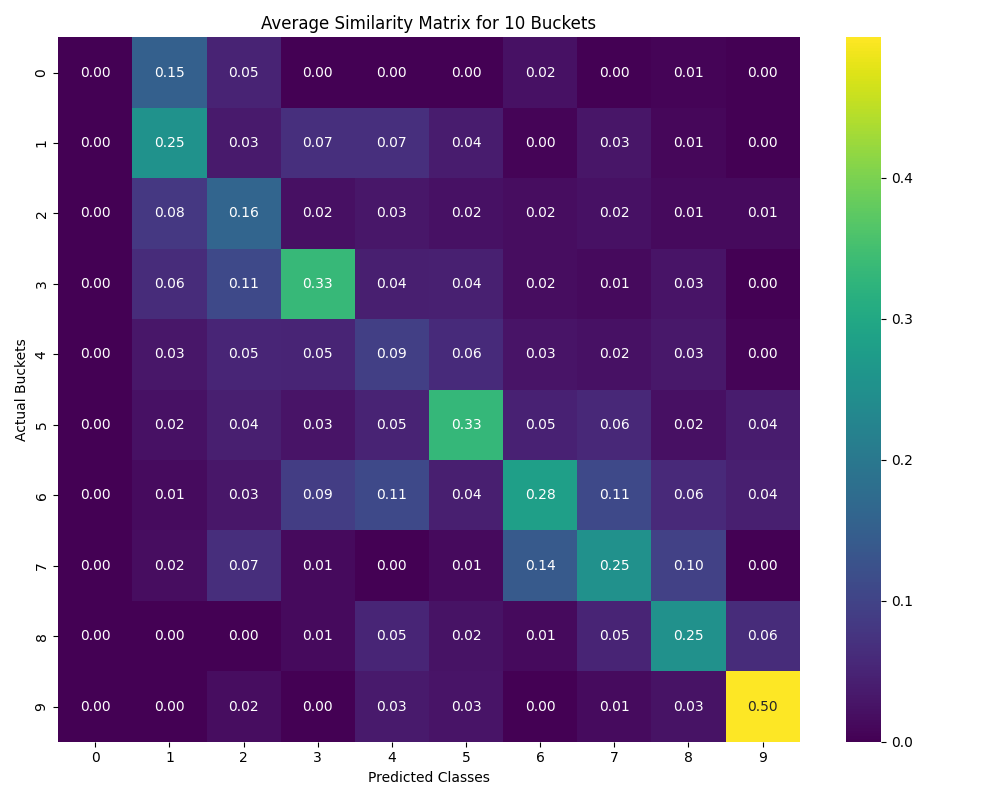 Average Similarity Matrix for 10 Buckets
Actual Buckets
0 0.00 0.15 0.05 0.00 0.00 0.00 0.02 0.00 0.01 0.00
1 0.00 0.25 0.03 0.07 0.07 0.04 0.00 0.03 0.01 0.00
2 0.00 0.08 0.16 0.02 0.03 0.02 0.02 0.02 0.01 0.01
3 0.00 0.06 0.11 0.33 0.04 0.04 0.02 0.01 0.03 0.00
4 0.00 0.03 0.05 0.05 0.09 0.06 0.03 0.02 0.03 0.00
5 0.00 0.02 0.04 0.03 0.05 0.33 0.05 0.06 0.02 0.04
6 0.00 0.01 0.03 0.09 0.11 0.04 0.28 0.11 0.06 0.04
7 0.00 0.02 0.07 0.01 0.00 0.01 0.14 0.25 0.10 0.00
8 0.00 0.00 0.00 0.01 0.05 0.02 0.01 0.05 0.25 0.06
9 0.00 0.00 0.02 0.00 0.03 0.03 0.00 0.01 0.03 0.50
0 1 2 3 4 5 6 7 8 9
Predicted Classes
0.4
0.3
0.2
0.1
0.0